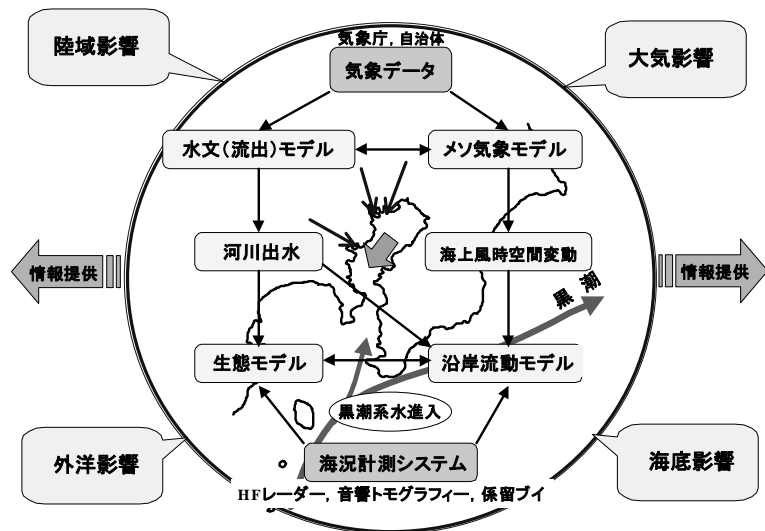 陸域影響
気象庁, 自治体
大気影響
気象データ
水文(流出)モデル
メソ気象モデル
河川出水
海上風時空間変動
情報提供
情報提供
黒潮
生態モデル
沿岸流動モデル
黒潮系水進入
外洋影響
海況計測システム
海底影響
HFレーダー, 音響トモグラフィー, 係留ブイ